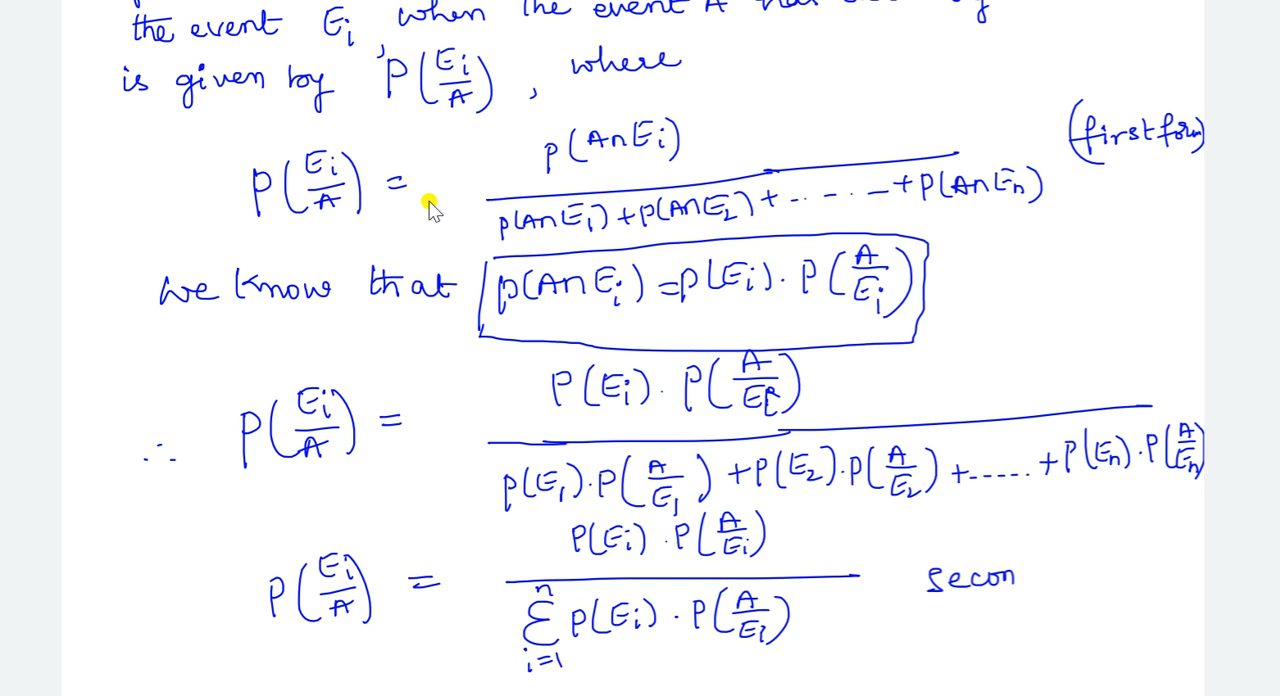 the event Ei, when the event A
is given by P(Ei/A), where
P(Ei/A) = P(A∩Ei) / P(A∩E1)+P(A∩E2)+......+P(A∩En) (first form)
we know that P(A∩Ei)=P(Ei).P(A/Ei)
∴ P(Ei/A) = P(Ei).P(A/Ei) / P(E1).P(A/E1)+P(E2).P(A/E2)+......+P(En).P(A/En)
P(Ei/A) = P(Ei).P(A/Ei) / Σ_{i=1}^{n} P(Ei).P(A/Ei) secon